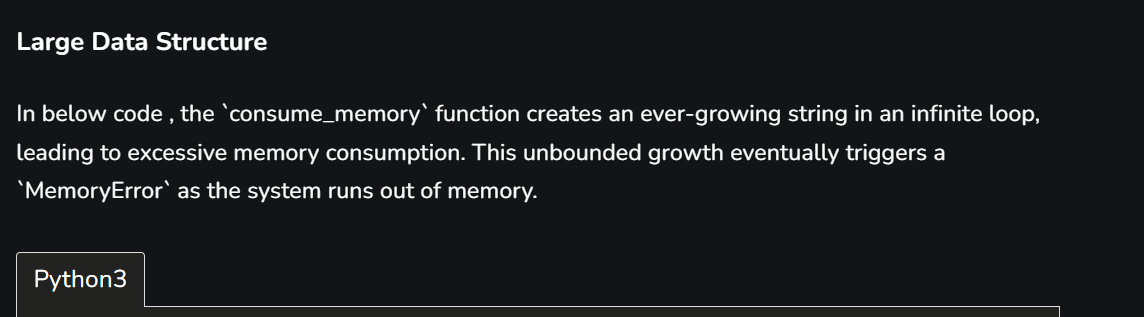 Large Data Structure
In below code , the `consume_memory` function creates an ever-growing string in an infinite loop,
leading to excessive memory consumption. This unbounded growth eventually triggers a
`MemoryError` as the system runs out of memory.
Python3